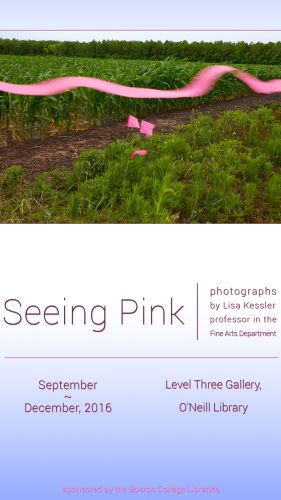 Seeing Pink
photographs
by Lisa Kessler
professor in the
Fine Arts Department
September
~
December, 2016
Level Three Gallery,
O'Neill Library
sponsored by the Boston College Libraries